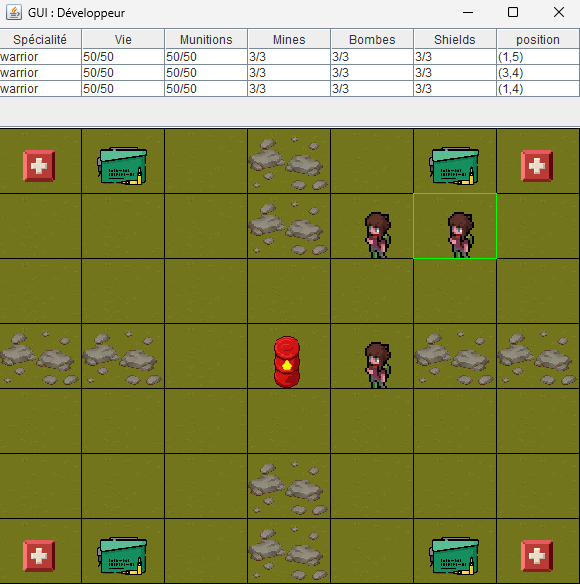 GUI : Développeur
Spécialité Vie Munitions Mines Bombes Shields position
warrior 50/50 50/50 3/3 3/3 3/3 (1,5)
warrior 50/50 50/50 3/3 3/3 3/3 (3,4)
warrior 50/50 50/50 3/3 3/3 3/3 (1,4)